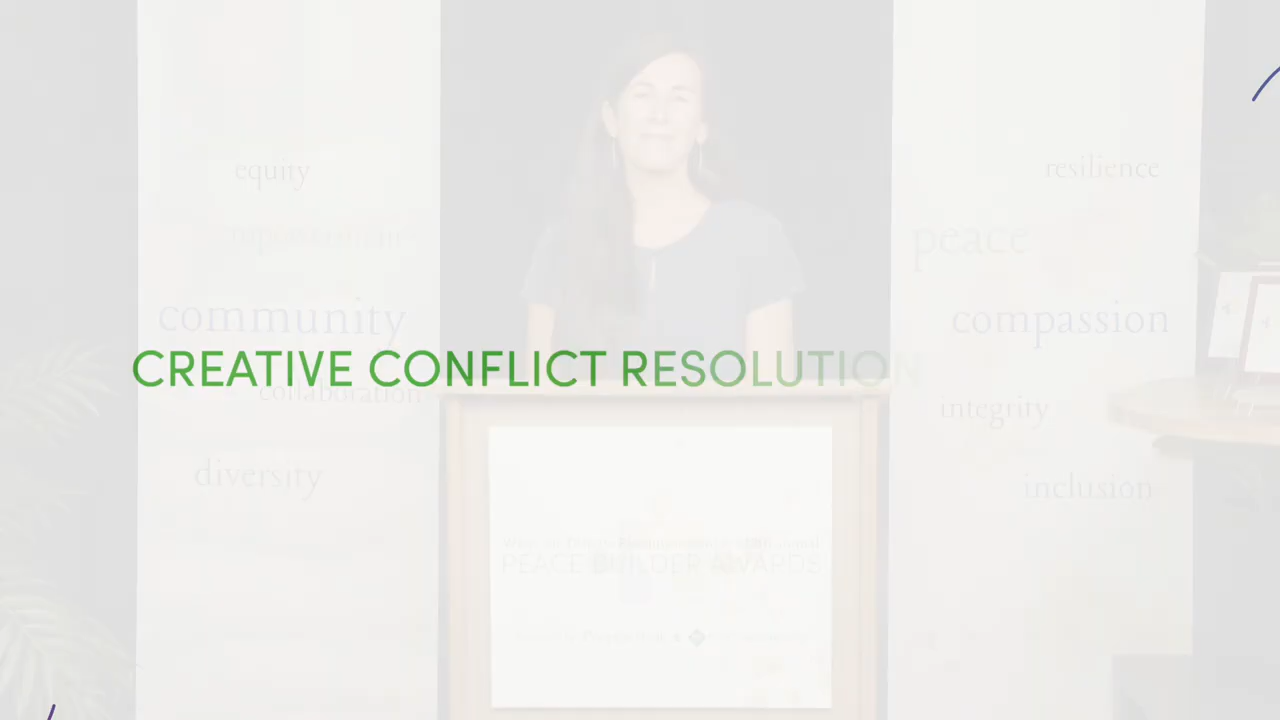 CREATIVE CONFLICT RESOLUTION
equity
community
collaboration
diversity
resilience
peace
compassion
integrity
inclusion
PEACE BUILDER AWARDS